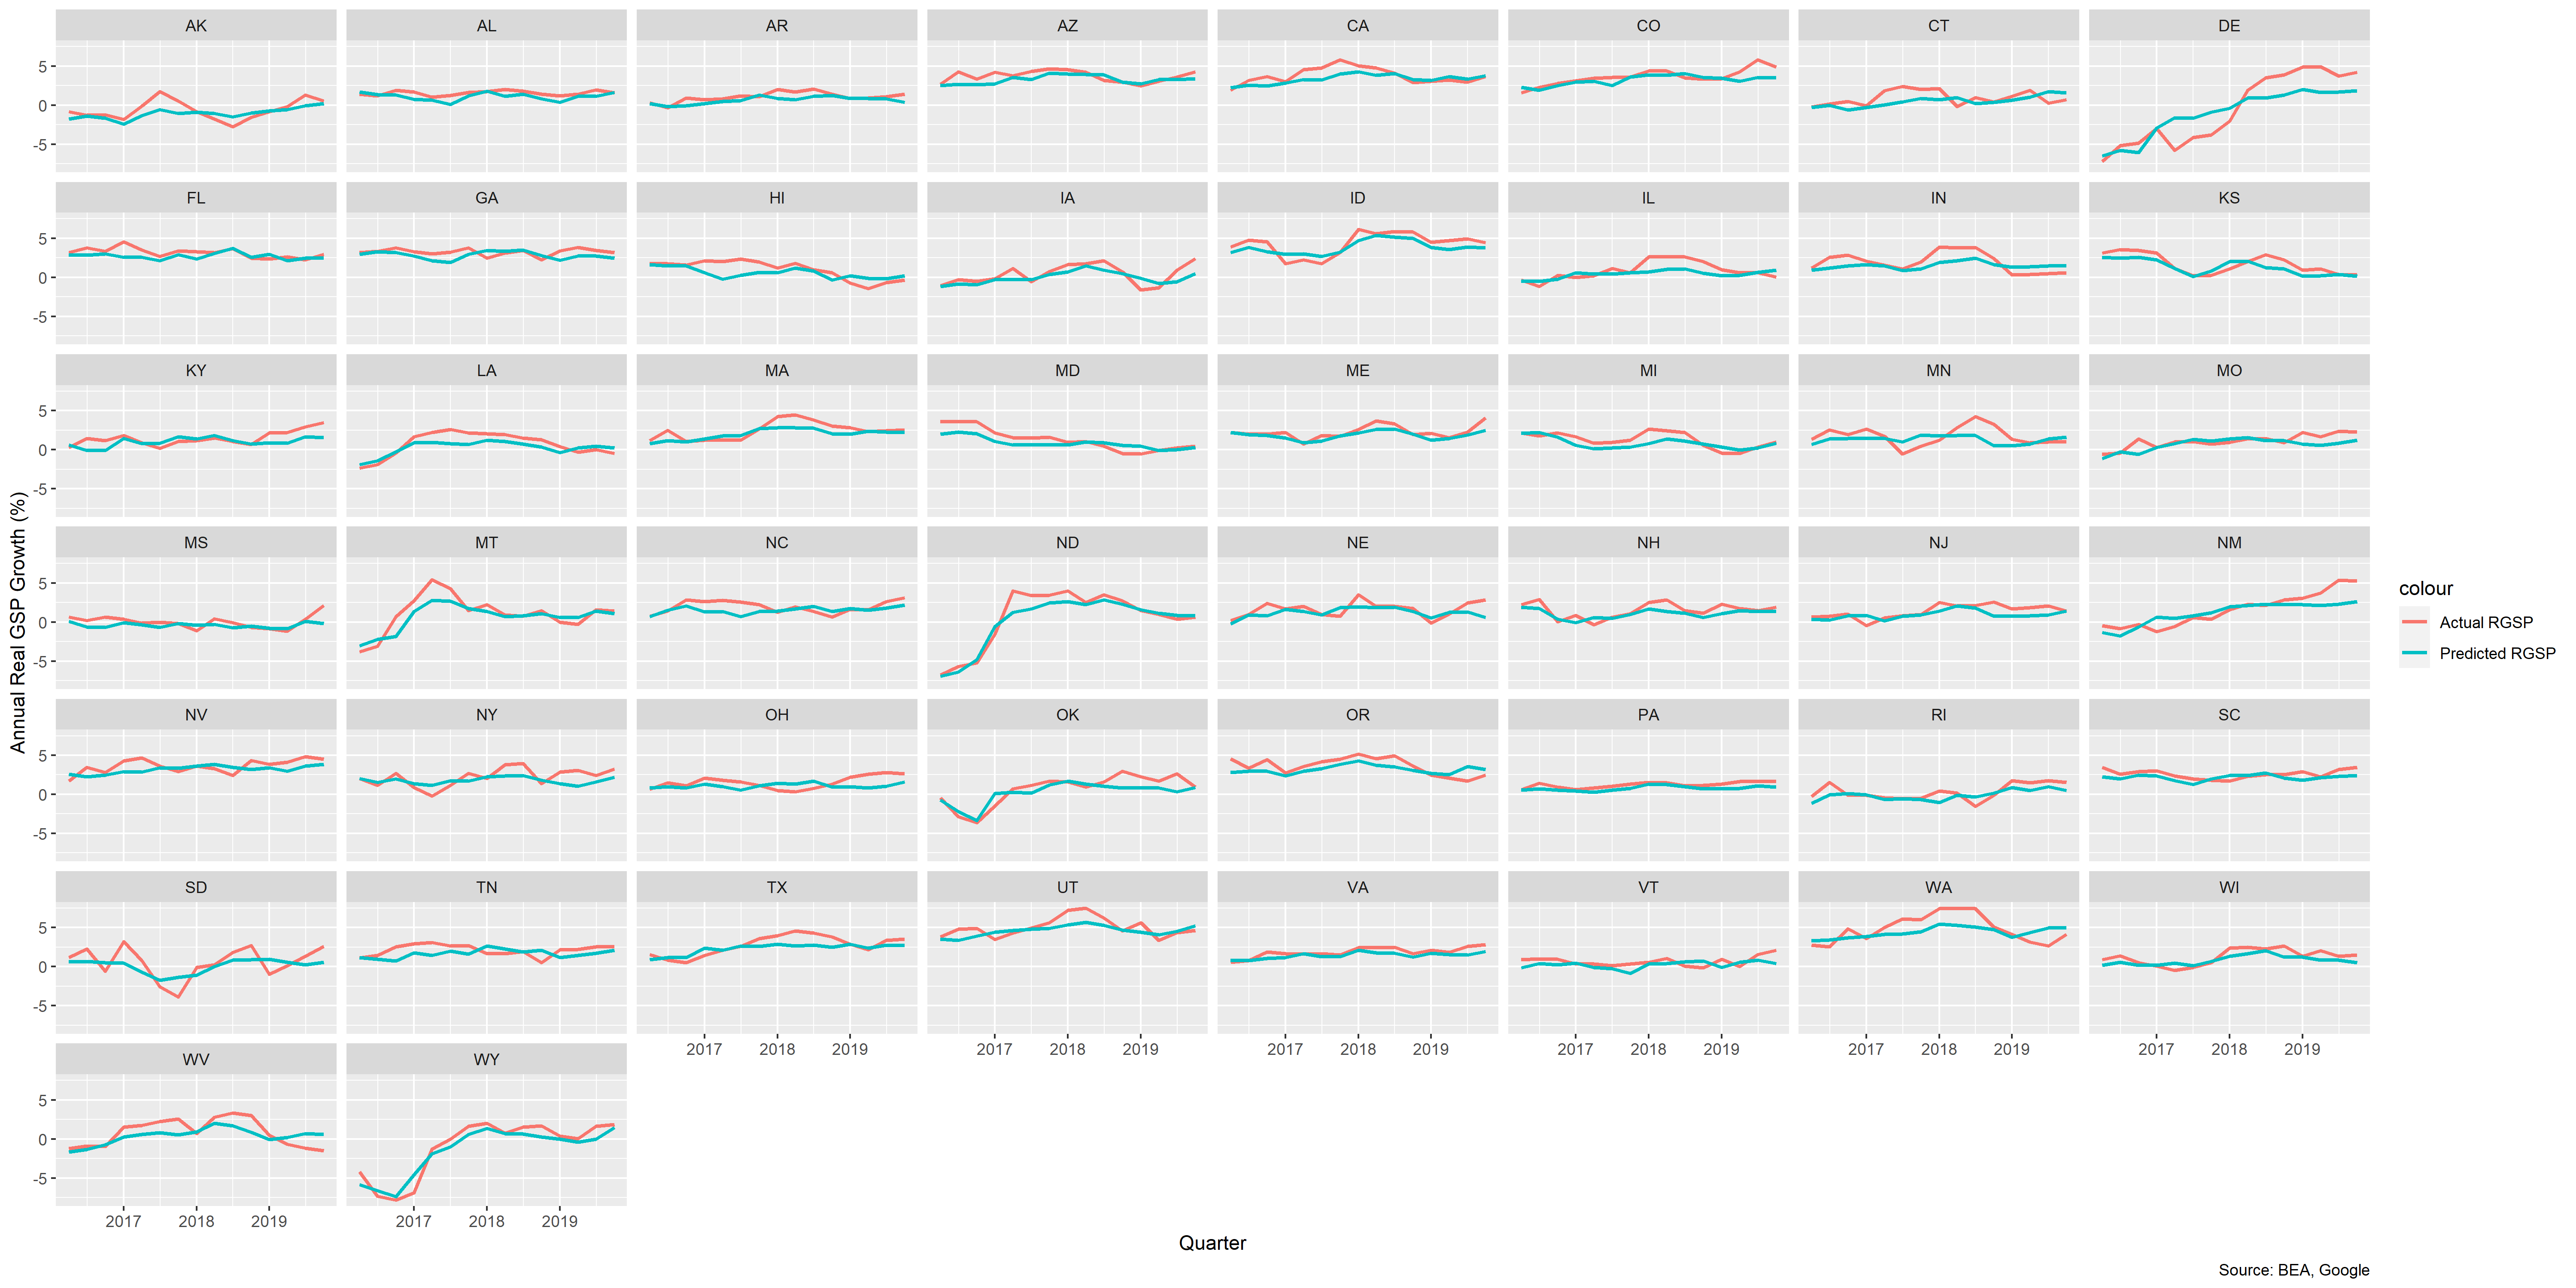 AK AL AR AZ CA CO CT DE
5
0
-5
FL GA HI IA ID IL IN KS
5
0
-5
KY LA MA MD ME MI MN MO
5
0
-5
MS MT NC ND NE NH NJ NM
5
0
-5
NV NY OH OK OR PA RI SC
5
0
-5
SD TN TX UT VA VT WA WI
5
0
-5
2017 2018 2019 2017 2018 2019 2017 2018 2019 2017 2018 2019 2017 2018 2019 2017 2018 2019
WV WY
5
0
-5
2017 2018 2019 2017 2018 2019
Annual Real GSP Growth (%)
Quarter
colour
Actual RGSP
Predicted RGSP
Source: BEA, Google